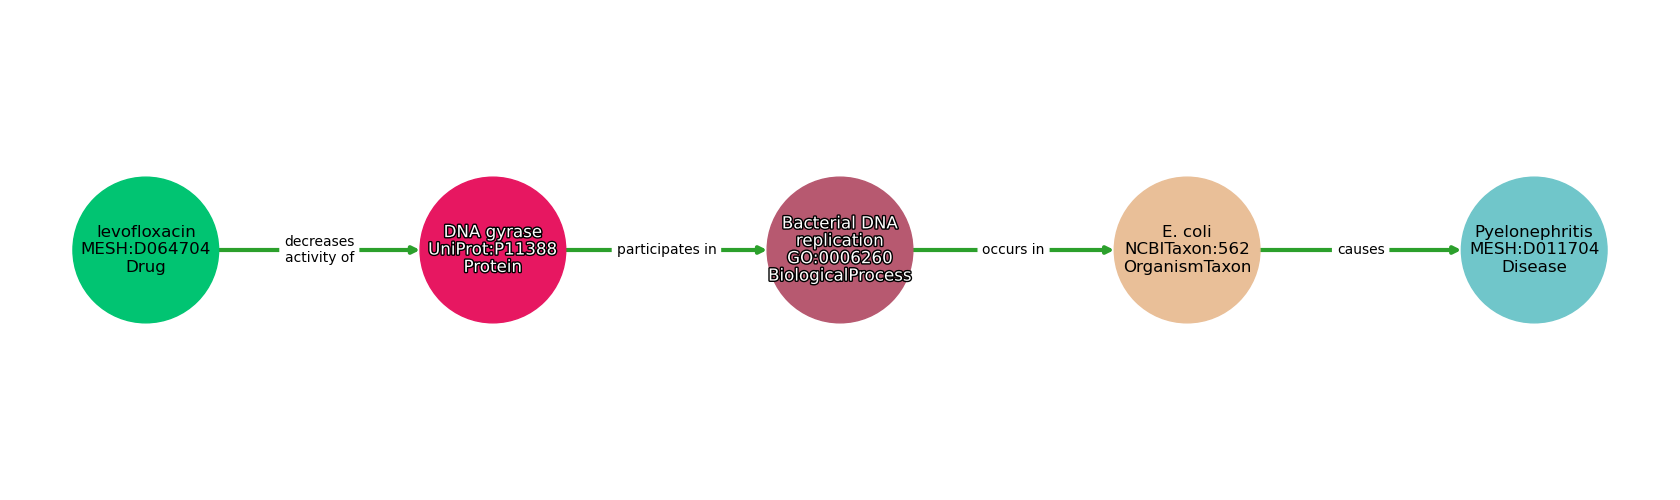 levofloxacin
MESH:D064704
Drug
decreases
activity of
DNA gyrase
UniProt:P11388
Protein
participates in
Bacterial DNA
replication
GO:0006260
BiologicalProcess
occurs in
E. coli
NCBITaxon:562
OrganismTaxon
causes
Pyelonephritis
MESH:D011704
Disease